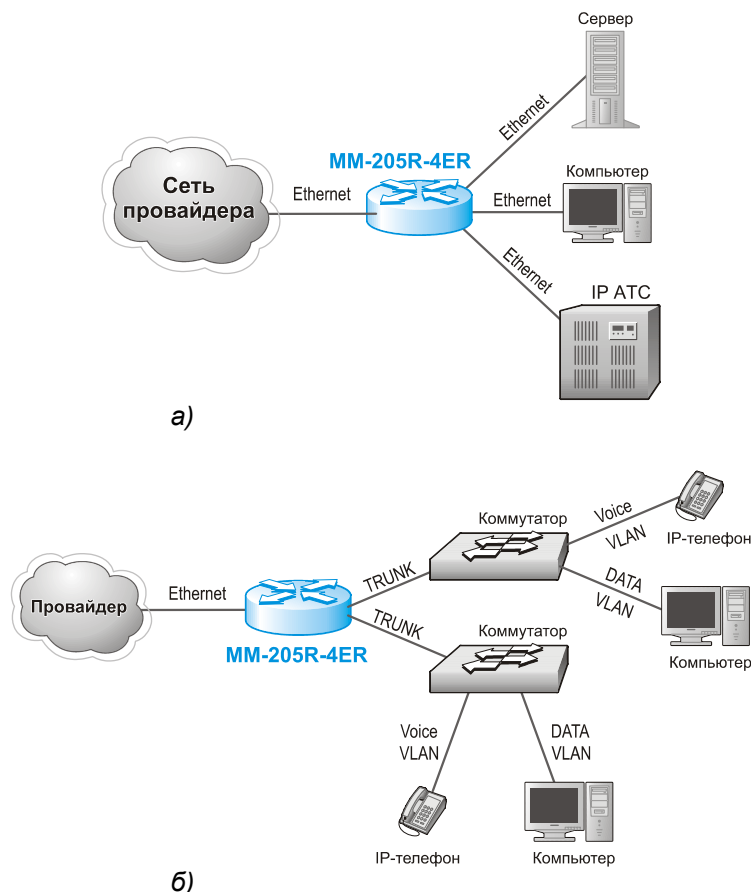 Сервер
Ethernet
MM-205R-4ER
Компьютер
Сеть
провайдера
Ethernet
Ethernet
Ethernet
IP АТС
а)
Коммутатор
Voice
VLAN
IP-телефон
TRUNK
DATA
VLAN
Провайдер
Ethernet
TRUNK
Коммутатор
MM-205R-4ER
Компьютер
Voice
VLAN
DATA
VLAN
IP-телефон
Компьютер
б)